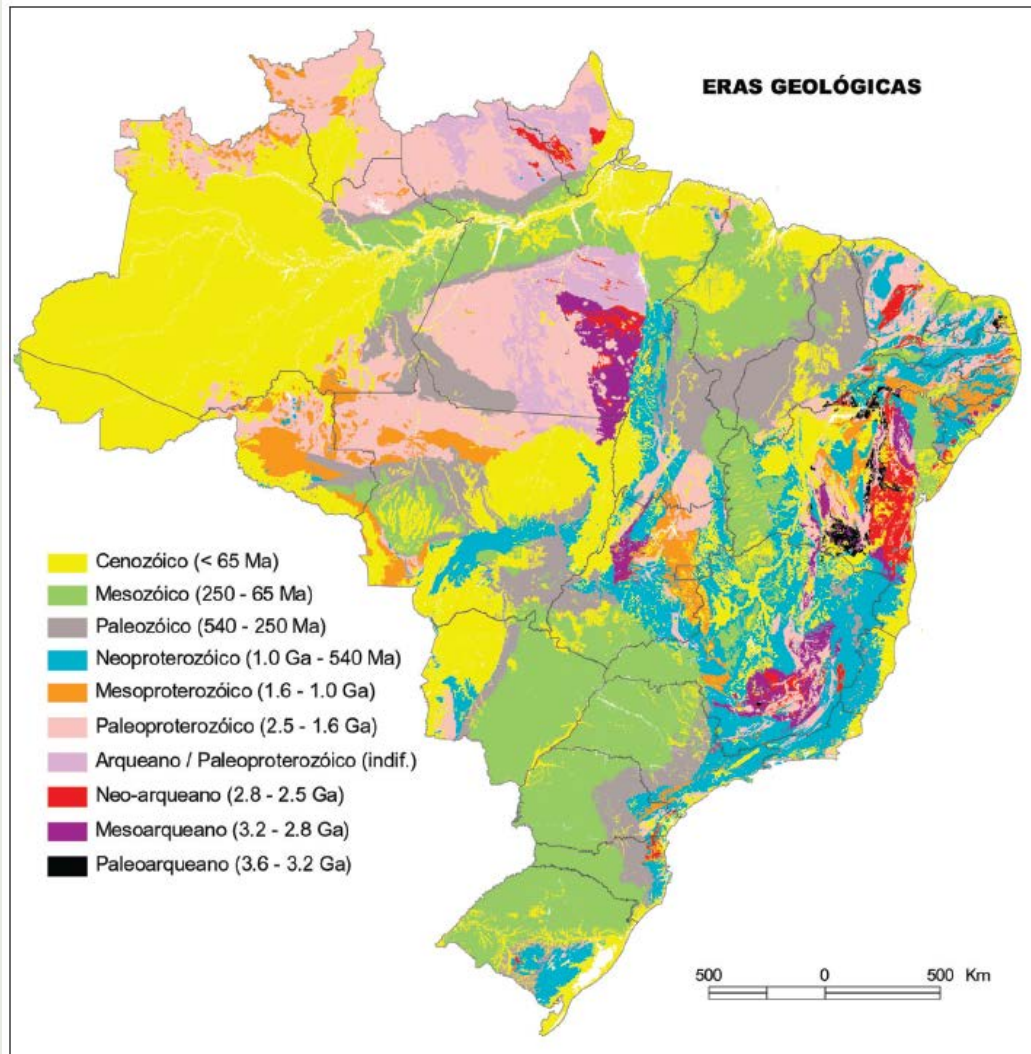 ERAS GEOLÓGICAS
Cenozóico (< 65 Ma)
Mesozóico (250 - 65 Ma)
Paleozóico (540 - 250 Ma)
Neoproterozóico (1.0 Ga - 540 Ma)
Mesoproterozóico (1.6 - 1.0 Ga)
Paleoproterozóico (2.5 - 1.6 Ga)
Arqueano / Paleoproterozóico (indif.)
Neo-arqueano (2.8 - 2.5 Ga)
Mesoarqueano (3.2 - 2.8 Ga)
Paleoarqueano (3.6 - 3.2 Ga)
500 0 500 Km